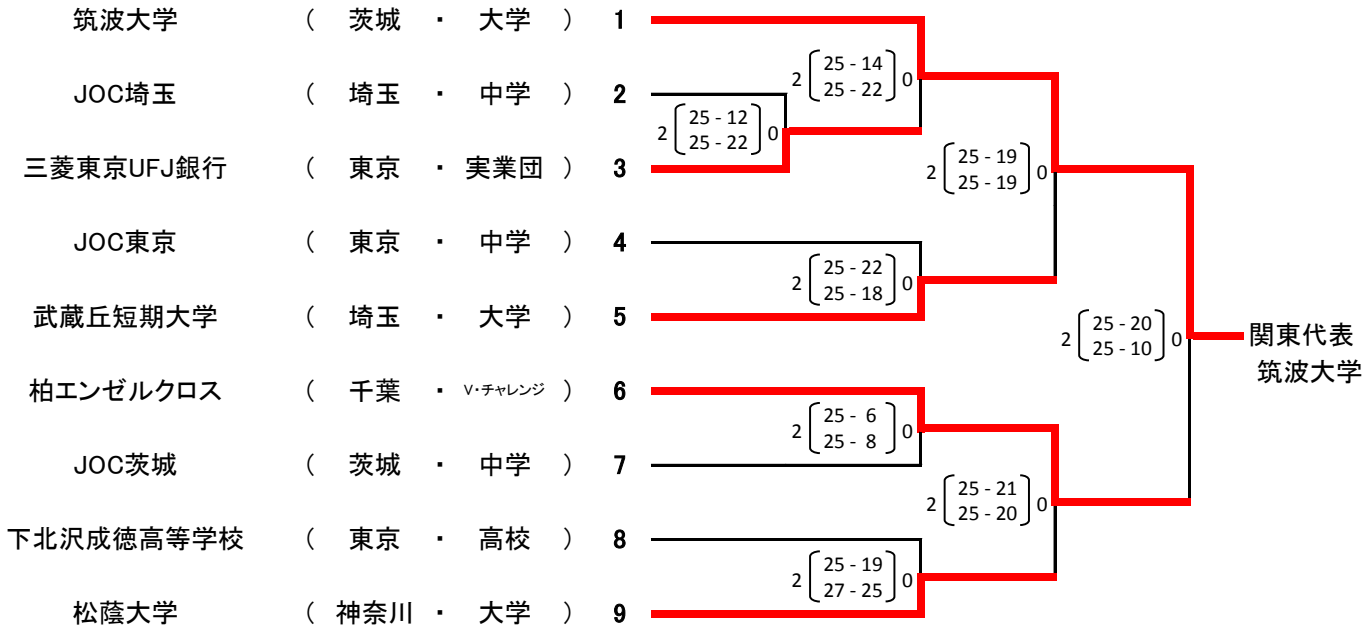 筑波大学 ( 茨城 ・ 大学 ) 1
JOC埼玉 ( 埼玉 ・ 中学 ) 2
三菱東京UFJ銀行 ( 東京 ・ 実業団 ) 3
JOC東京 ( 東京 ・ 中学 ) 4
武蔵丘短期大学 ( 埼玉 ・ 大学 ) 5
柏エンゼルクロス ( 千葉 ・ V・チャレンジ ) 6
JOC茨城 ( 茨城 ・ 中学 ) 7
下北沢成徳高等学校 ( 東京 ・ 高校 ) 8
松蔭大学 ( 神奈川 ・ 大学 ) 9
2 25 - 12 0
25 - 22
2 25 - 14 0
25 - 22
2 25 - 22 0
25 - 18
2 25 - 6 0
25 - 8
2 25 - 19 0
27 - 25
2 25 - 19 0
25 - 19
2 25 - 21 0
25 - 20
2 25 - 20 0
25 - 10
関東代表
筑波大学